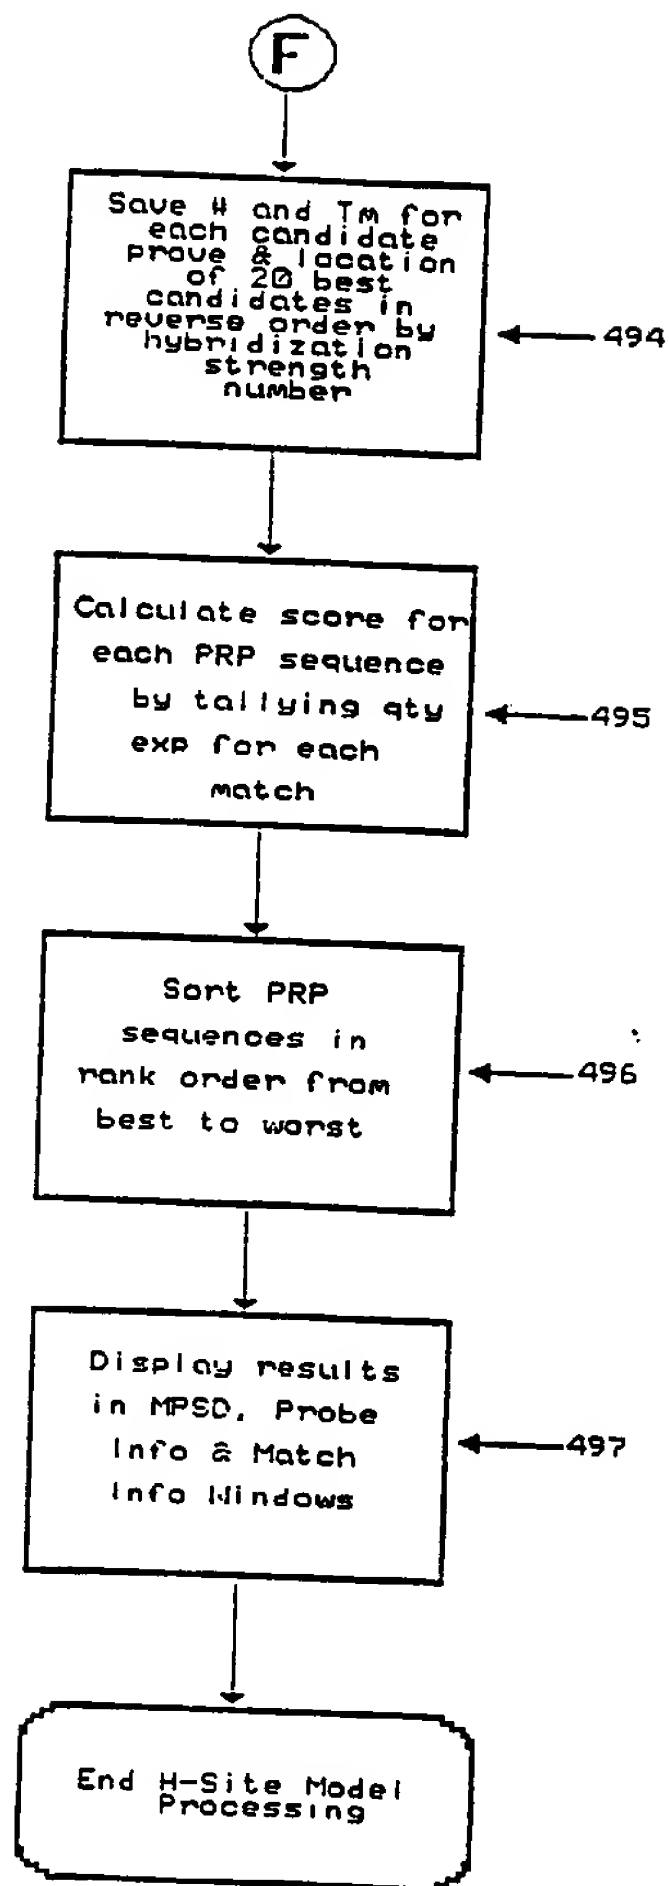 F
Save H and Tm for
each candidate
prove & location
of 20 best
candidates in
reverse order by
hybridization
strength
number
494
Calculate score for
each PRP sequence
by tallying qty
exp for each
match
495
Sort PRP
sequences in
rank order from
best to worst
496
Display results
in MPSD, Probe
Info & Match
Info Windows
497
End H-Site Model
Processing